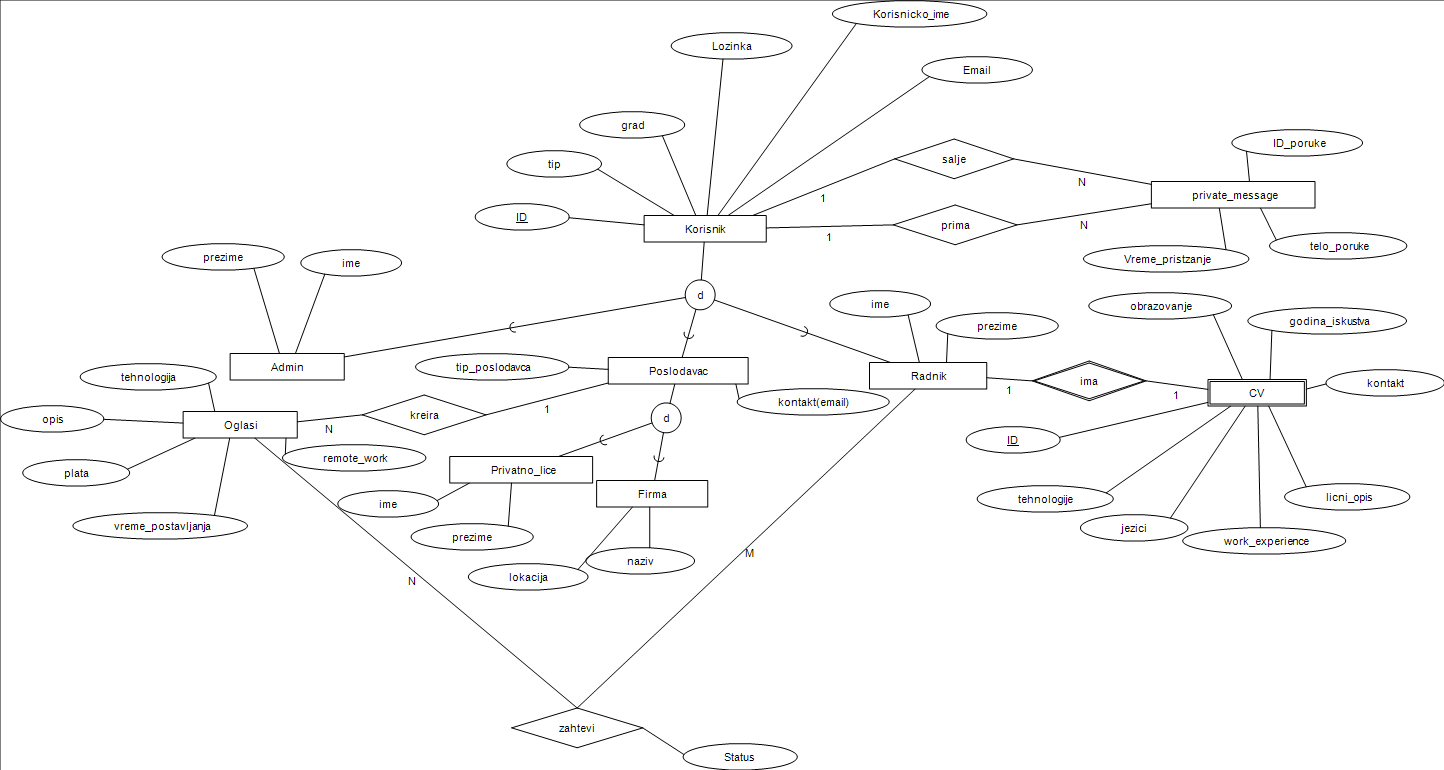 Korisnicko_ime
Lozinka
Email
grad
tip
ID
Korisnik
salje
prima
1
N
1
N
ID_poruke
private_message
Vreme_pristzanje
telo_poruke
prezime
ime
d
Admin
tip_poslodavca
Poslodavac
kontakt(email)
ime
prezime
Radnik
1
ima
1
obrazovanje
godina_iskustva
kontakt
CV
ID
tehnologije
jezici
work_experience
licni_opis
tehnologija
opis
Oglasi
N
kreira
1
plata
remote_work
vreme_postavljanja
d
Privatno_lice
Firma
ime
prezime
lokacija
naziv
N
M
zahtevi
Status